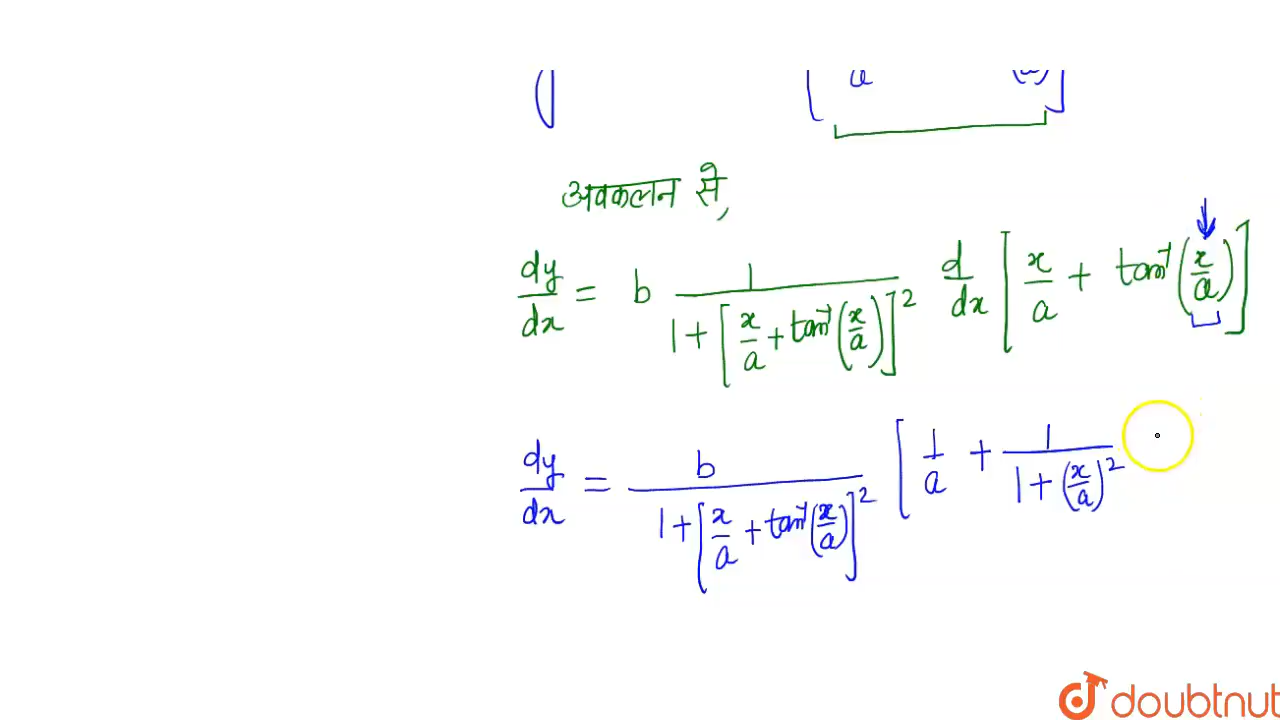 a (a)]
अवकलन से,
dy/dx = b 1/(1+[x/a + tan⁻¹(x/a)]²) d/dx [x/a + tan⁻¹(x/a)]
dy/dx = b/(1+[x/a + tan⁻¹(x/a)]²) [1/a + 1/(1+(x/a)²)
doubtnut